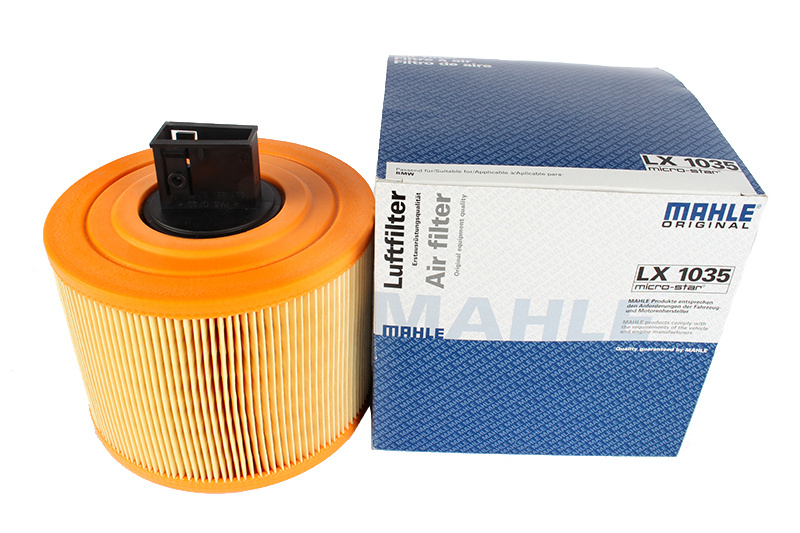 Filtre à air
Filtro de aire
LX 1035
micro-star®
Passend für/Suitable for/Applicable à/Aplicable para:
BMW
Luftfilter
Erstausrüstungsqualität
Air filter
Original equipment quality
MAHLE
ORIGINAL
LX 1035
micro-star®
MAHLE Produkte entsprechen
den Anforderungen der Fahrzeug-
und Motorenhersteller
MAHLE products comply with
the requirements of the vehicle
and engine manufacturers
MAHLE
MAHLE
Quality guaranteed by MAHLE